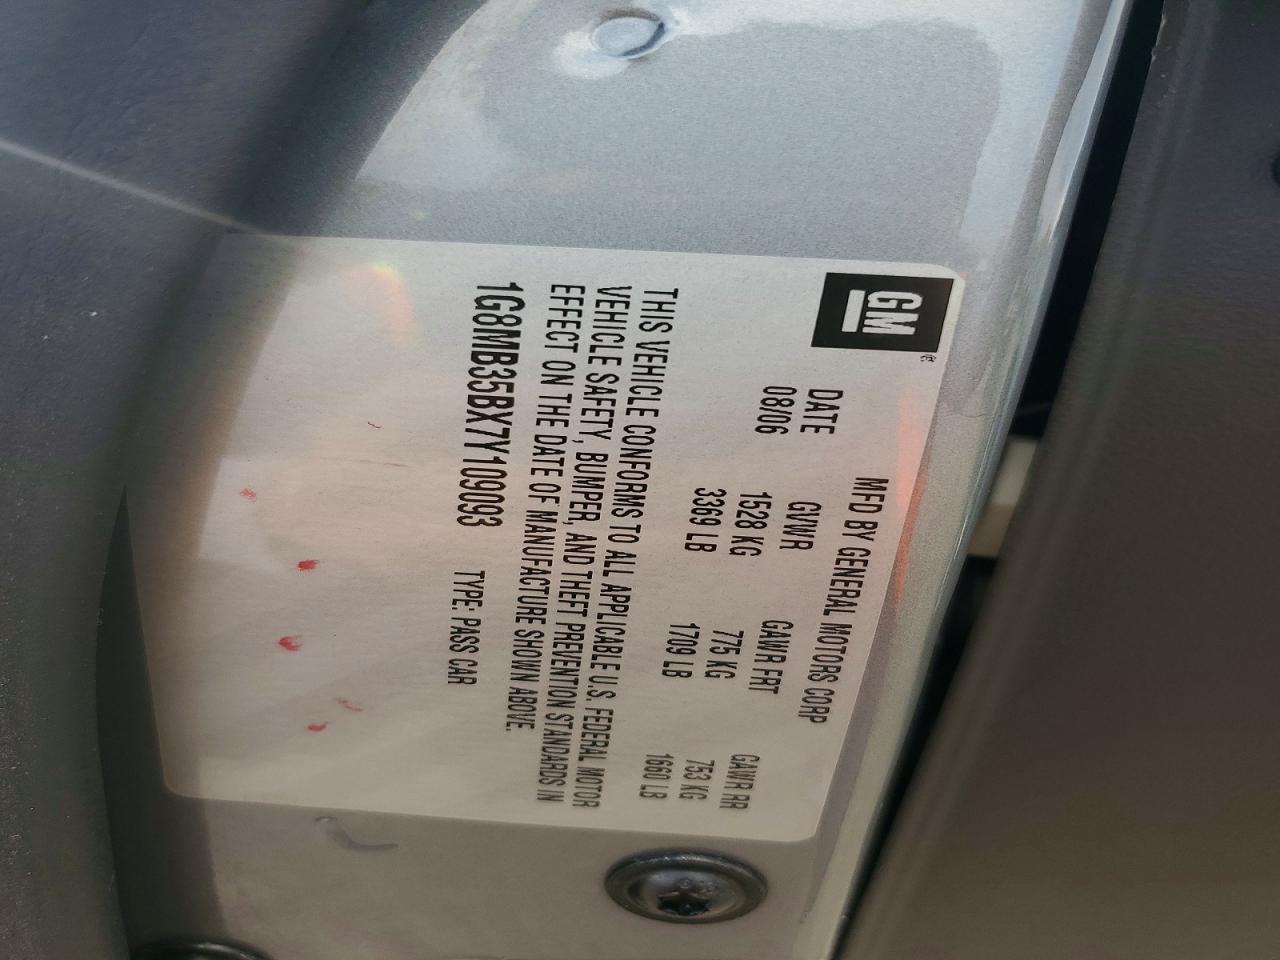 GM
®
MFD BY GENERAL MOTORS CORP
DATE GVWR GAWR FRT GAWR RR
08/06 1528 KG 775 KG 753 KG
3369 LB 1709 LB 1660 LB
THIS VEHICLE CONFORMS TO ALL APPLICABLE U.S. FEDERAL MOTOR
VEHICLE SAFETY, BUMPER, AND THEFT PREVENTION STANDARDS IN
EFFECT ON THE DATE OF MANUFACTURE SHOWN ABOVE.
1G8MB35BX7Y109093 TYPE: PASS CAR